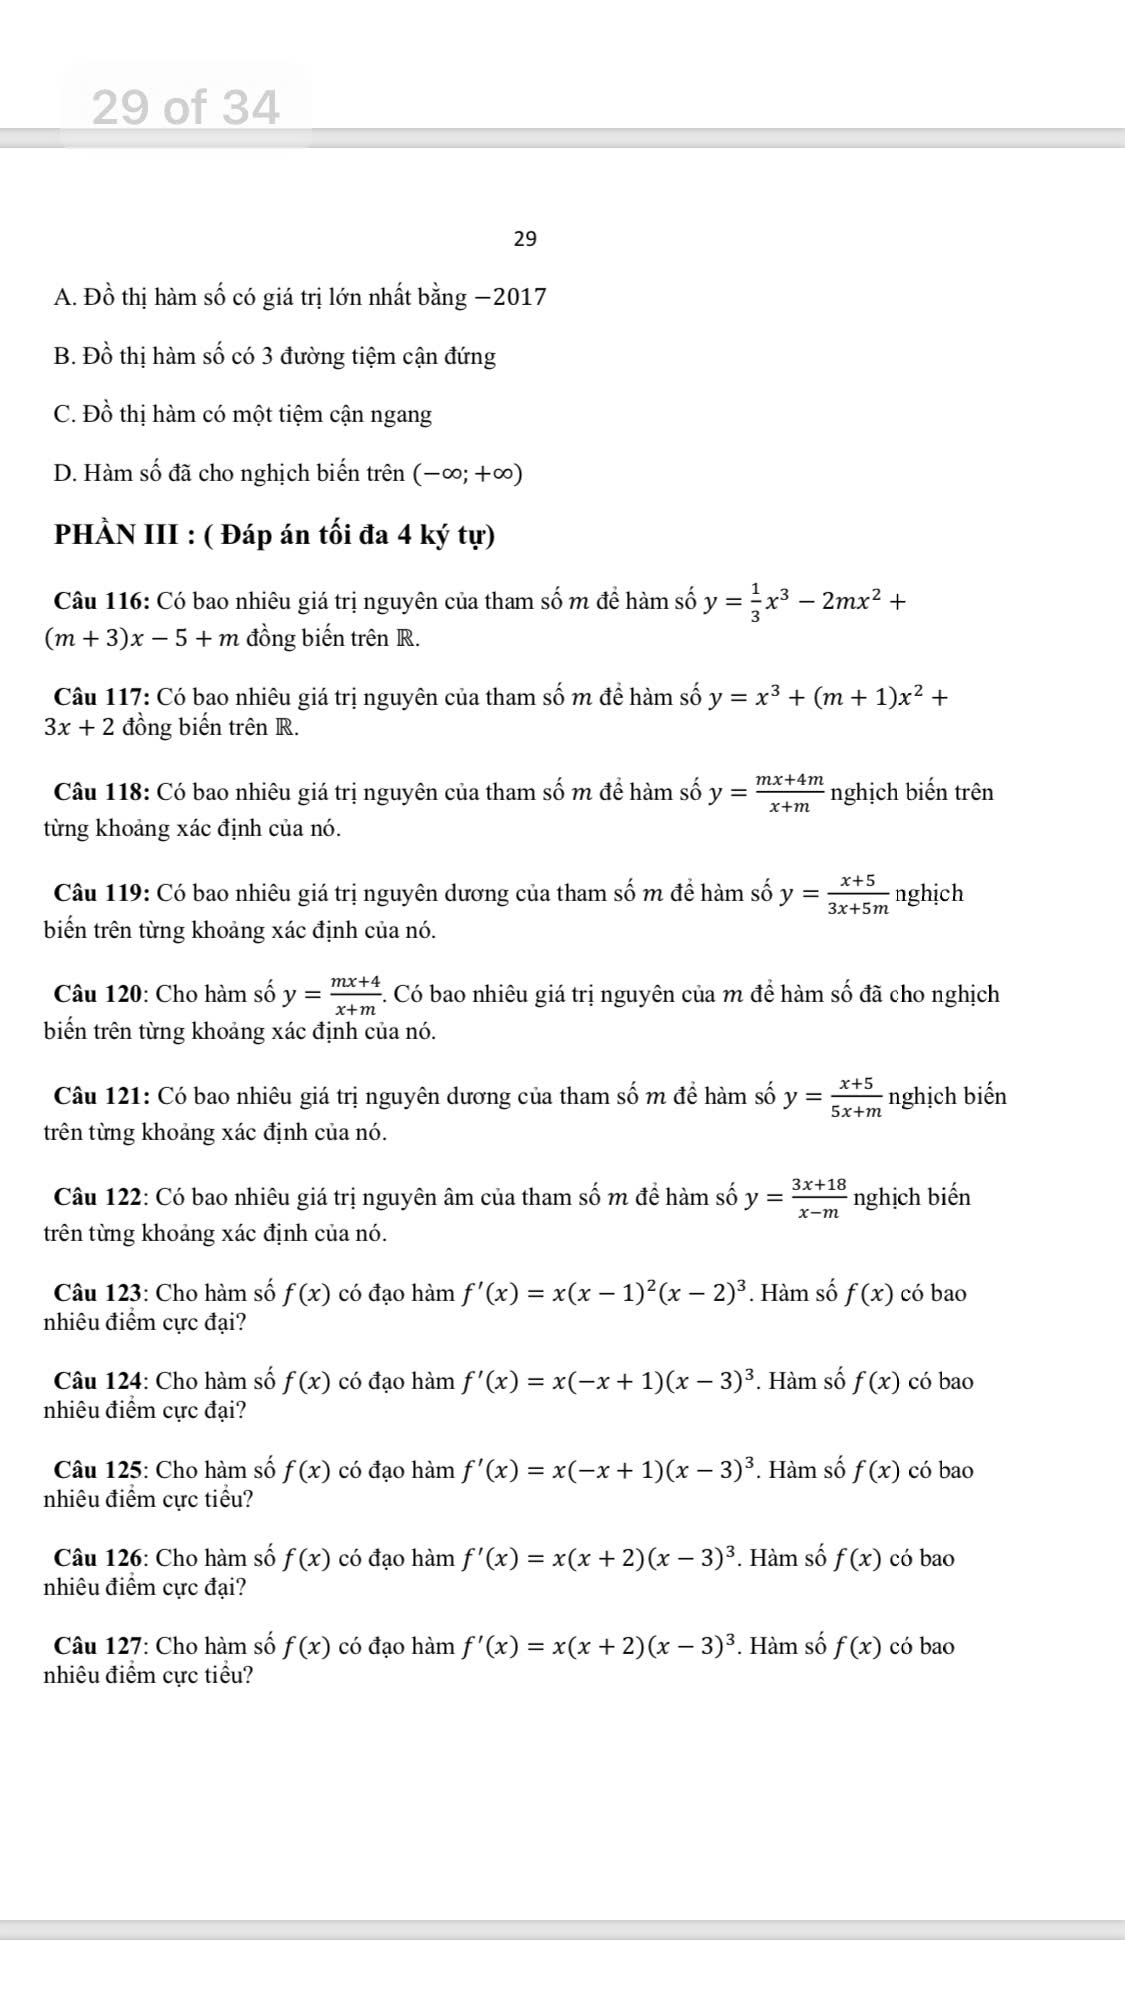 29 of 34
29
A. Đồ thị hàm số có giá trị lớn nhất bằng −2017
B. Đồ thị hàm số có 3 đường tiệm cận đứng
C. Đồ thị hàm có một tiệm cận ngang
D. Hàm số đã cho nghịch biến trên (−∞; +∞)
PHẦN III : ( Đáp án tối đa 4 ký tự)
Câu 116: Có bao nhiêu giá trị nguyên của tham số m để hàm số y = 1/3 x³ − 2mx² +
(m + 3)x − 5 + m đồng biến trên ℝ.
Câu 117: Có bao nhiêu giá trị nguyên của tham số m để hàm số y = x³ + (m + 1)x² +
3x + 2 đồng biến trên ℝ.
Câu 118: Có bao nhiêu giá trị nguyên của tham số m để hàm số y = (mx+4m)/(x+m) nghịch biến trên
từng khoảng xác định của nó.
Câu 119: Có bao nhiêu giá trị nguyên dương của tham số m để hàm số y = (x+5)/(3x+5m) nghịch
biến trên từng khoảng xác định của nó.
Câu 120: Cho hàm số y = (mx+4)/(x+m). Có bao nhiêu giá trị nguyên của m để hàm số đã cho nghịch
biến trên từng khoảng xác định của nó.
Câu 121: Có bao nhiêu giá trị nguyên dương của tham số m để hàm số y = (x+5)/(5x+m) nghịch biến
trên từng khoảng xác định của nó.
Câu 122: Có bao nhiêu giá trị nguyên âm của tham số m để hàm số y = (3x+18)/(x−m) nghịch biến
trên từng khoảng xác định của nó.
Câu 123: Cho hàm số f(x) có đạo hàm f′(x) = x(x − 1)²(x − 2)³. Hàm số f(x) có bao
nhiêu điểm cực đại?
Câu 124: Cho hàm số f(x) có đạo hàm f′(x) = x(−x + 1)(x − 3)³. Hàm số f(x) có bao
nhiêu điểm cực đại?
Câu 125: Cho hàm số f(x) có đạo hàm f′(x) = x(−x + 1)(x − 3)³. Hàm số f(x) có bao
nhiêu điểm cực tiểu?
Câu 126: Cho hàm số f(x) có đạo hàm f′(x) = x(x + 2)(x − 3)³. Hàm số f(x) có bao
nhiêu điểm cực đại?
Câu 127: Cho hàm số f(x) có đạo hàm f′(x) = x(x + 2)(x − 3)³. Hàm số f(x) có bao
nhiêu điểm cực tiểu?